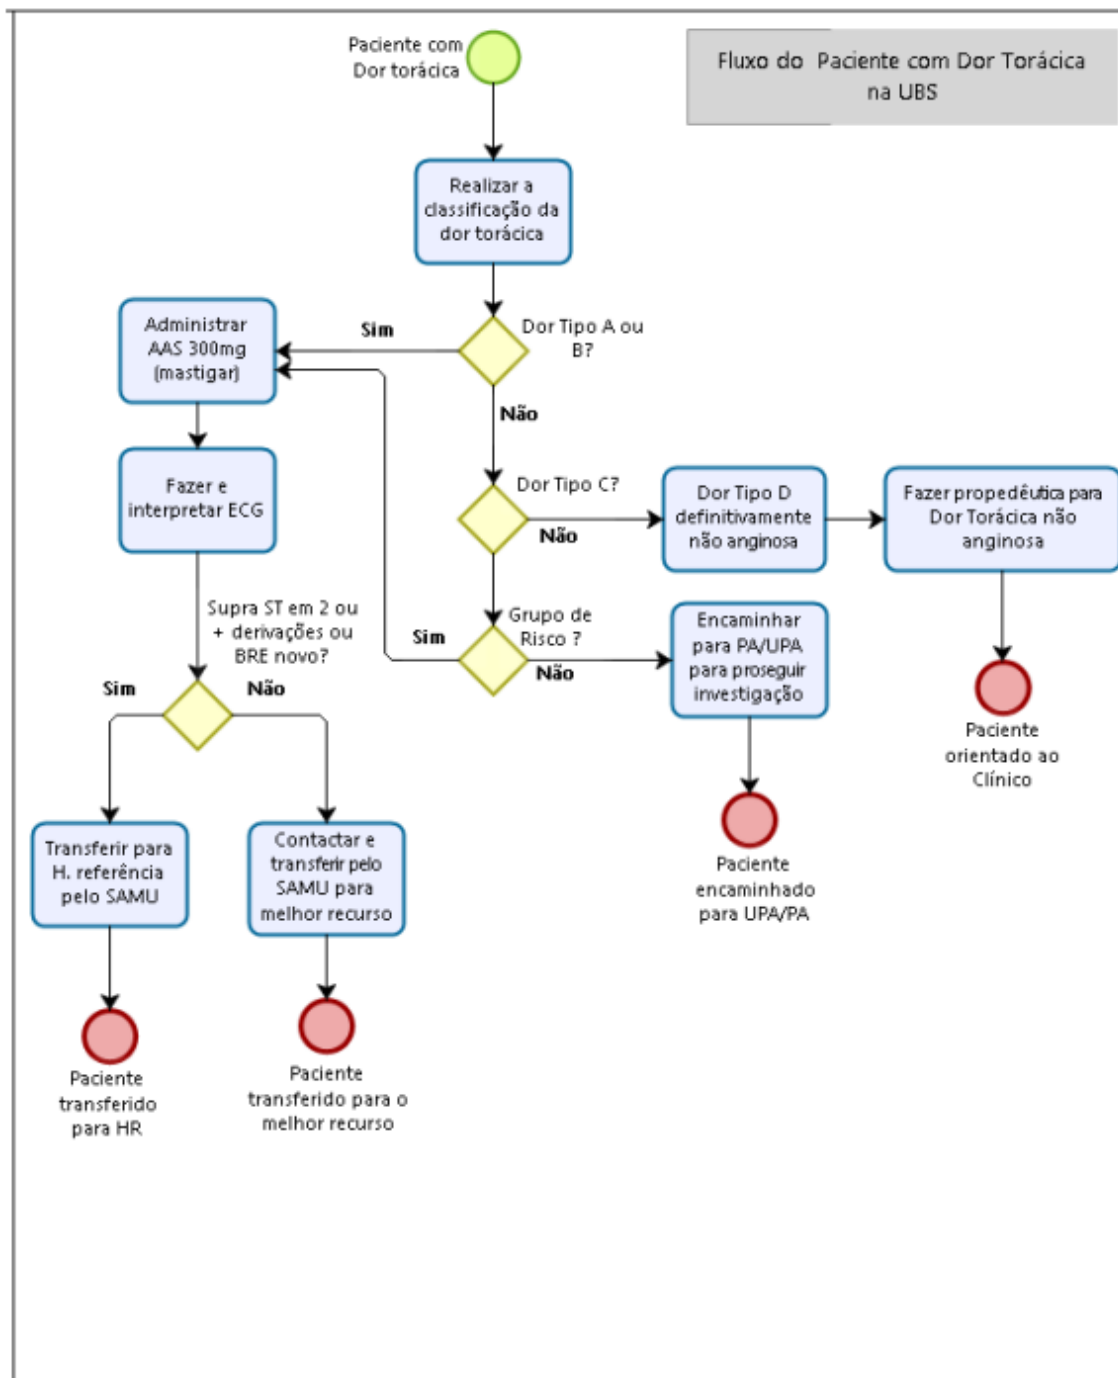 Paciente com
Dor torácica
Fluxo do Paciente com Dor Torácica
na UBS
Realizar a
classificação da
dor torácica
Dor Tipo A ou
B?
Sim
Não
Administrar
AAS 300mg
(mastigar)
Fazer e
interpretar ECG
Dor Tipo C?
Não
Dor Tipo D
definitivamente
não anginosa
Fazer propedêutica para
Dor Torácica não
anginosa
Grupo de
Risco ?
Sim
Não
Encaminhar
para PA/UPA
para proseguir
investigação
Supra ST em 2 ou
+ derivações ou
BRE novo?
Sim
Não
Paciente
orientado ao
Clínico
Transferir para
H. referência
pelo SAMU
Contactar e
transferir pelo
SAMU para
melhor recurso
Paciente
encaminhado
para UPA/PA
Paciente
transferido
para HR
Paciente
transferido para o
melhor recurso